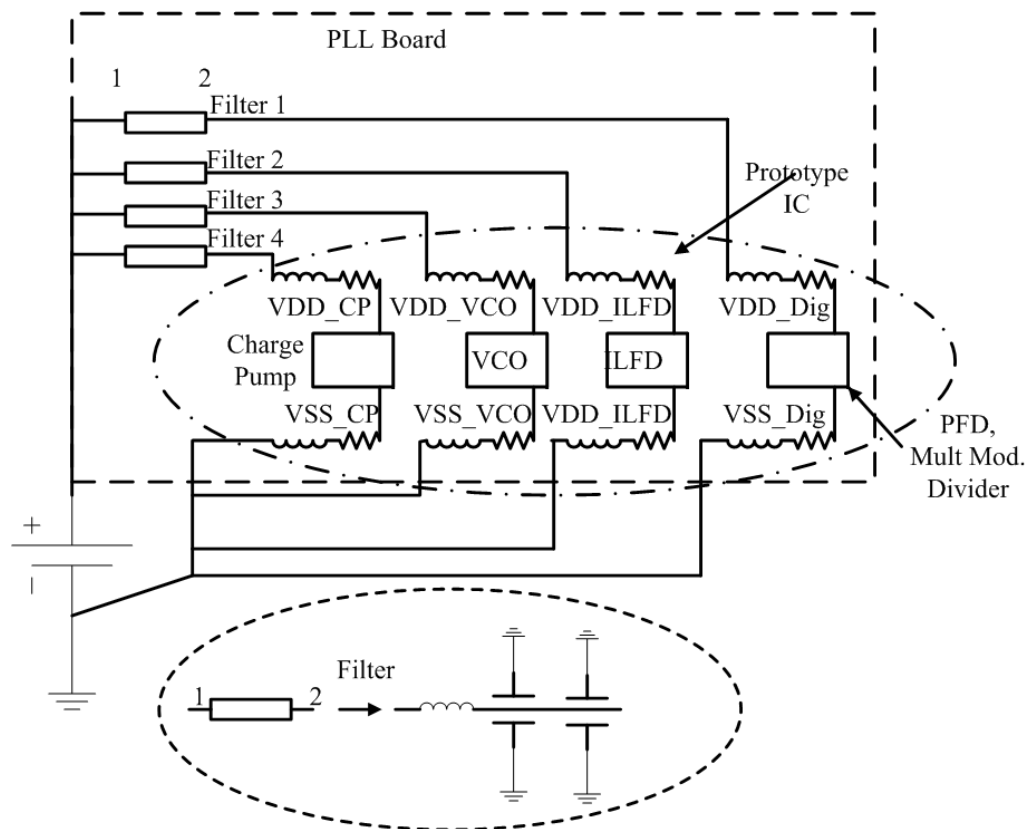 PLL Board
1 2
Filter 1
Filter 2
Prototype
IC
Filter 3
Filter 4
VDD_CP VDD_VCO VDD_ILFD VDD_Dig
Charge
Pump
VCO
ILFD
VSS_CP VSS_VCO VDD_ILFD VSS_Dig
PFD,
Mult Mod.
Divider
+
–
Filter
1 2